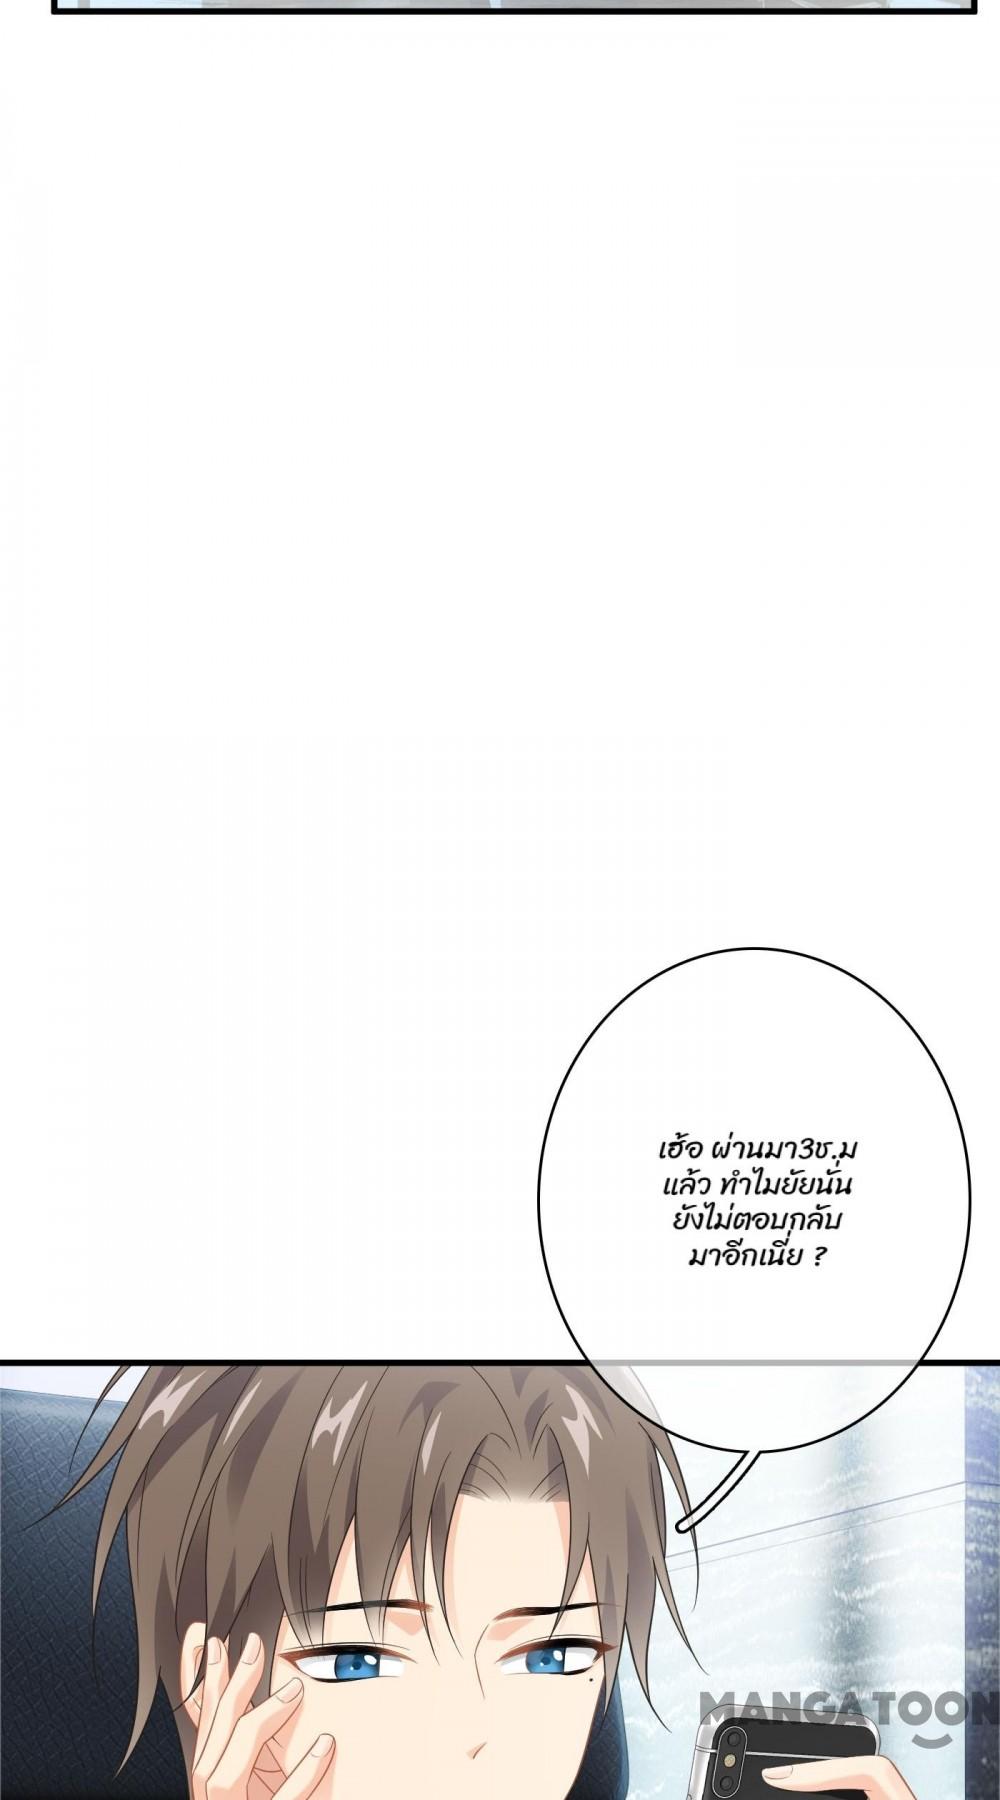 เฮ้อ ผ่านมา3ช.ม
แล้ว ทำไมยัยนั่น
ยังไม่ตอบกลับ
มาอีกเนี่ย ?
MANGATOON